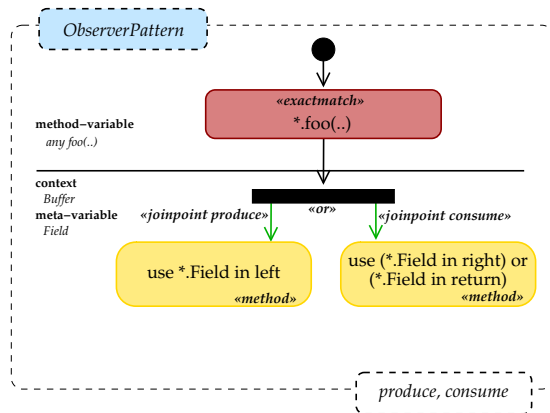 ObserverPattern
«exactmatch»
*.foo(..)
method−variable
any foo(..)
context
Buffer
meta−variable
Field
«or»
«joinpoint produce»
«joinpoint consume»
use *.Field in left
«method»
use (*.Field in right) or
(*.Field in return)
«method»
produce, consume